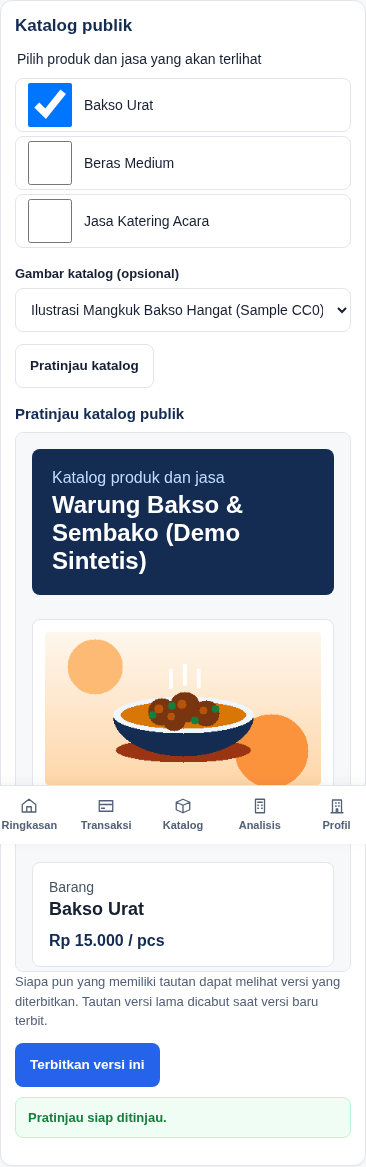 Katalog publik
Pilih produk dan jasa yang akan terlihat
Bakso Urat
Beras Medium
Jasa Katering Acara
Gambar katalog (opsional)
Ilustrasi Mangkuk Bakso Hangat (Sample CC0)
Pratinjau katalog
Pratinjau katalog publik
Katalog produk dan jasa
Warung Bakso &
Sembako (Demo
Sintetis)
Ringkasan
Transaksi
Katalog
Analisis
Profil
Barang
Bakso Urat
Rp 15.000 / pcs
Siapa pun yang memiliki tautan dapat melihat versi yang
diterbitkan. Tautan versi lama dicabut saat versi baru
terbit.
Terbitkan versi ini
Pratinjau siap ditinjau.